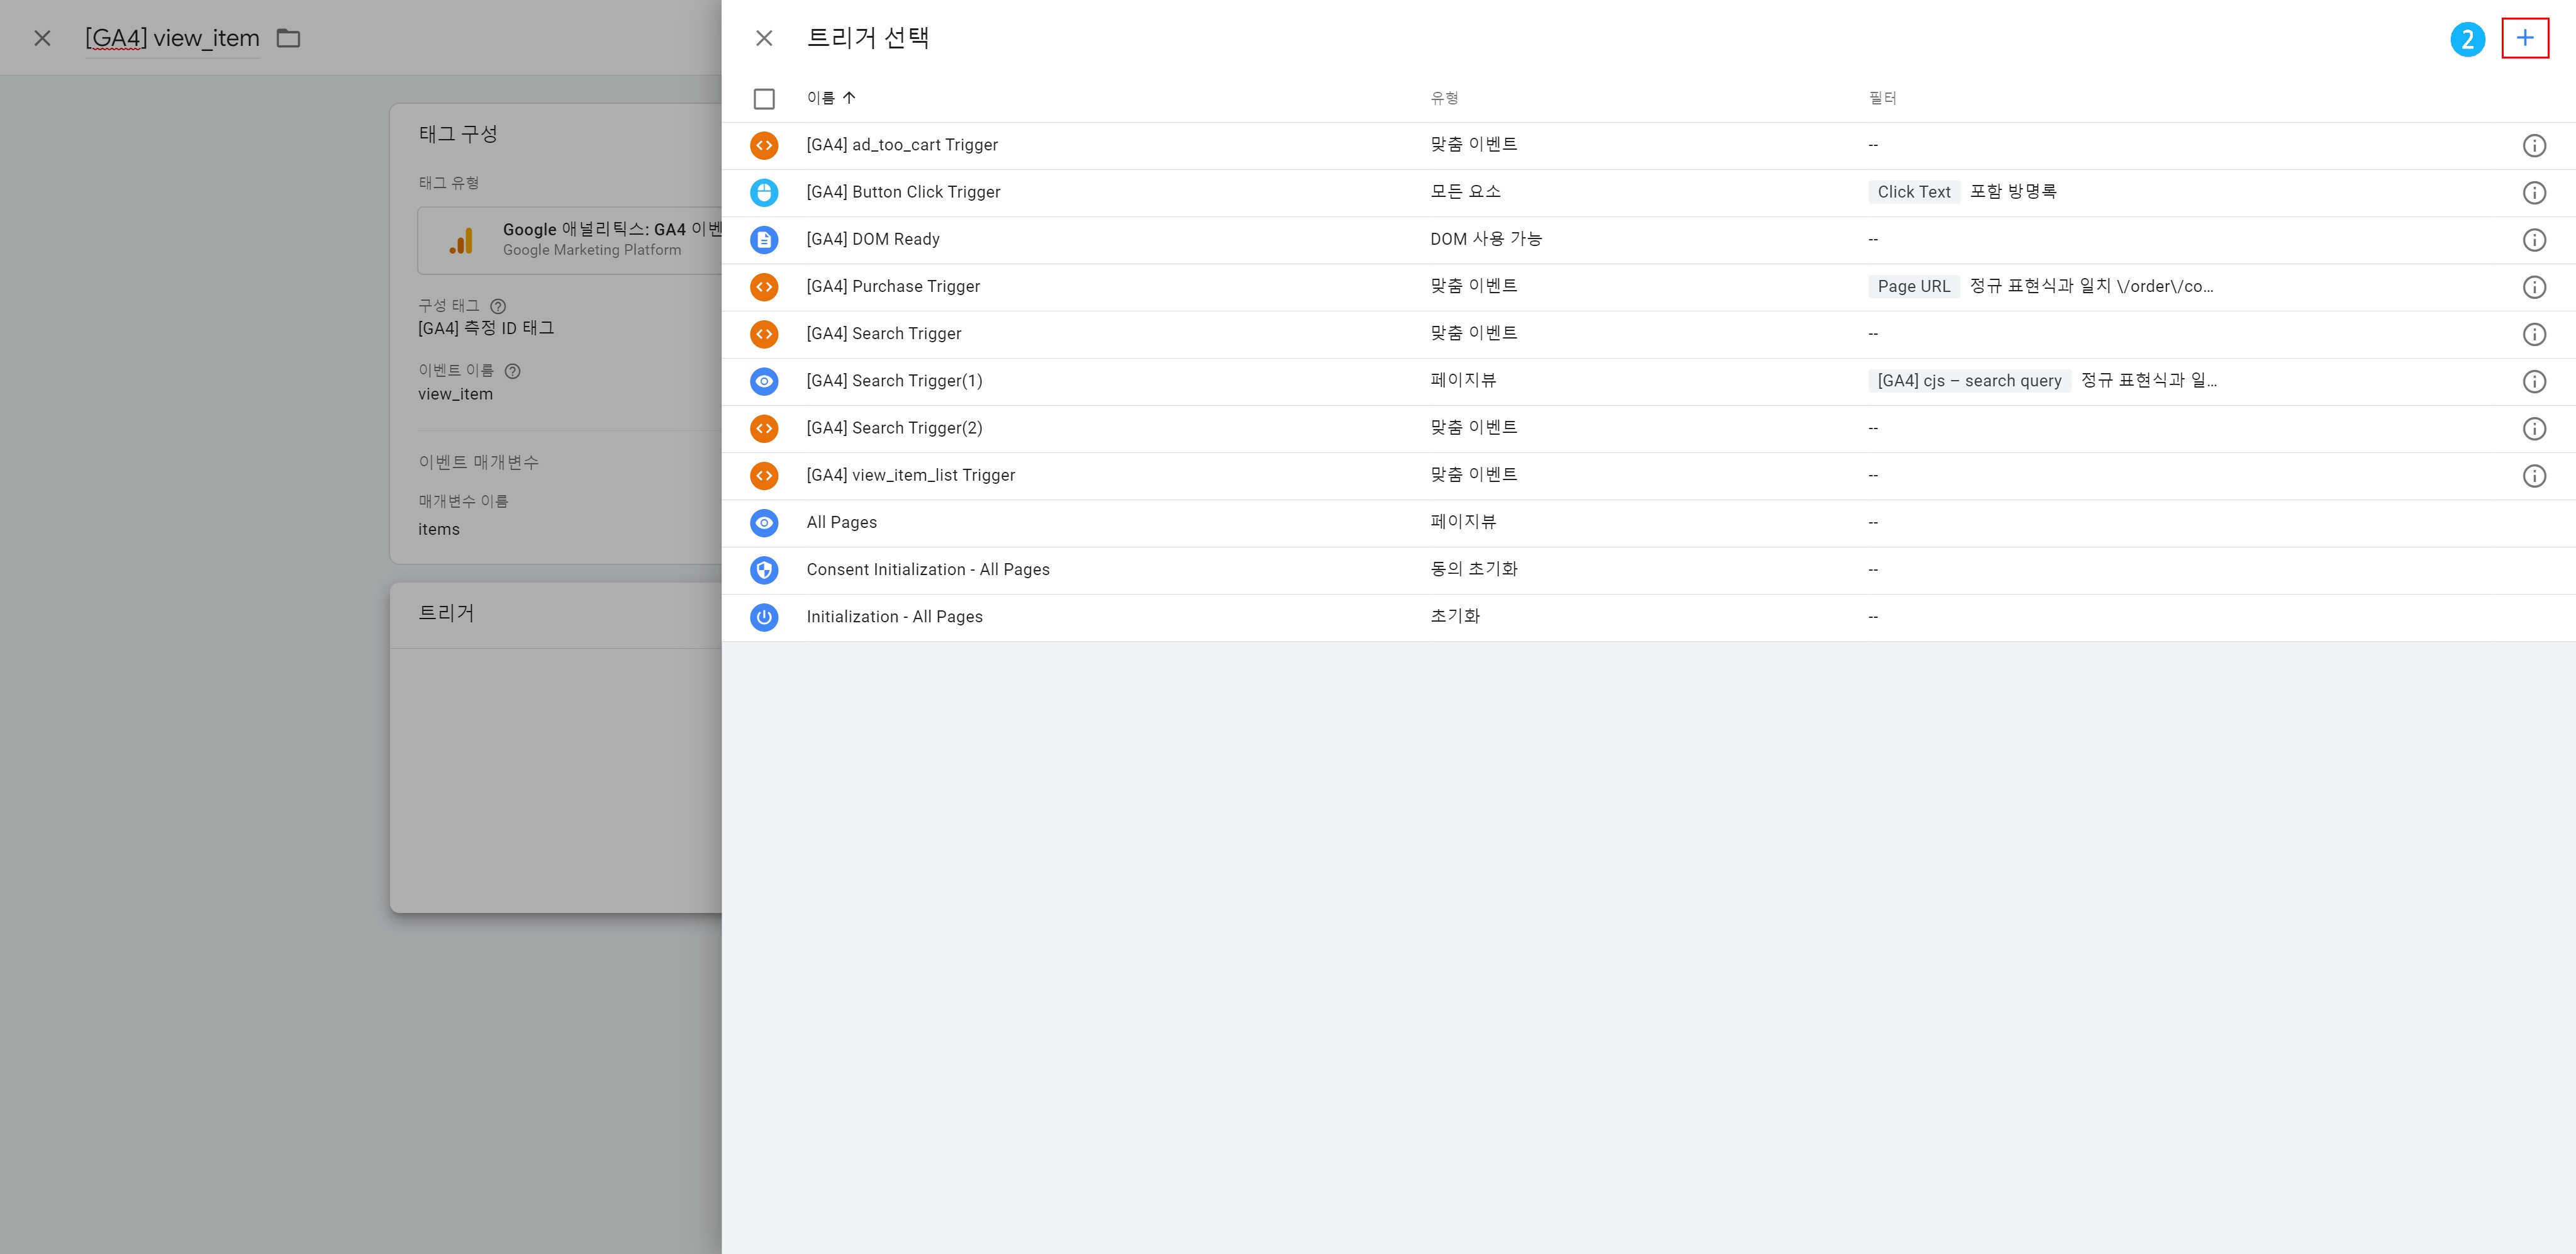 [GA4] view_item
태그 구성
태그 유형
Google 애널리틱스: GA4 이벤
Google Marketing Platform
구성 태그
[GA4] 측정 ID 태그
이벤트 이름
view_item
이벤트 매개변수
매개변수 이름
items
트리거
트리거 선택
2
이름 유형 필터
[GA4] ad_too_cart Trigger 맞춤 이벤트 --
[GA4] Button Click Trigger 모든 요소 Click Text 포함 방명록
[GA4] DOM Ready DOM 사용 가능 --
[GA4] Purchase Trigger 맞춤 이벤트 Page URL 정규 표현식과 일치 \/order\/co...
[GA4] Search Trigger 맞춤 이벤트 --
[GA4] Search Trigger(1) 페이지뷰 [GA4] cjs – search query 정규 표현식과 일...
[GA4] Search Trigger(2) 맞춤 이벤트 --
[GA4] view_item_list Trigger 맞춤 이벤트 --
All Pages 페이지뷰 --
Consent Initialization - All Pages 동의 초기화 --
Initialization - All Pages 초기화 --